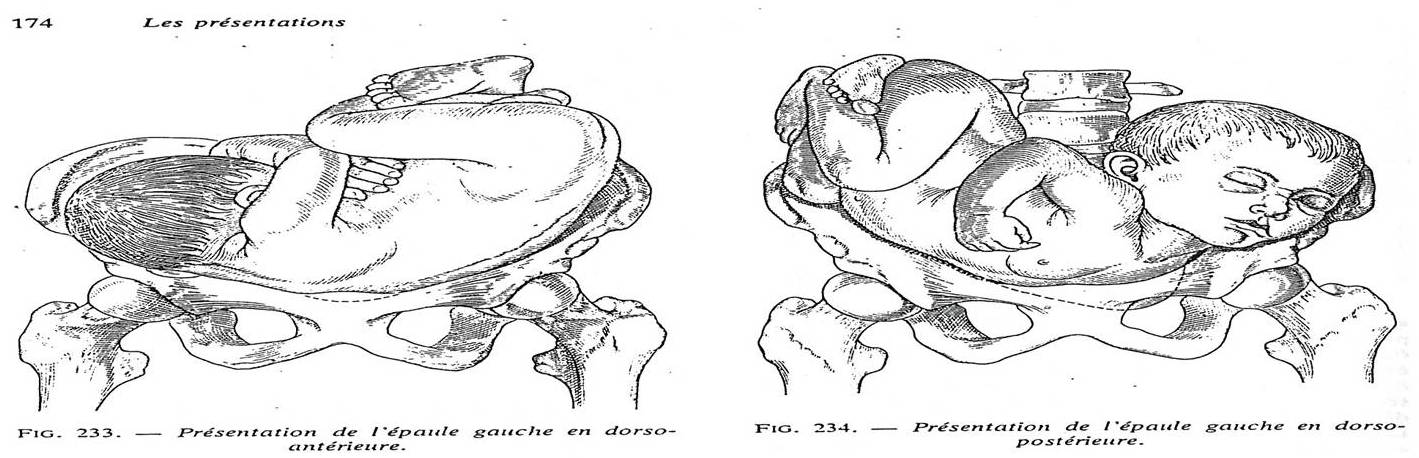 174 Les présentations
FIG. 233. — Présentation de l'épaule gauche en dorso-
antérieure.
FIG. 234. — Présentation de l'épaule gauche en dorso-
postérieure.